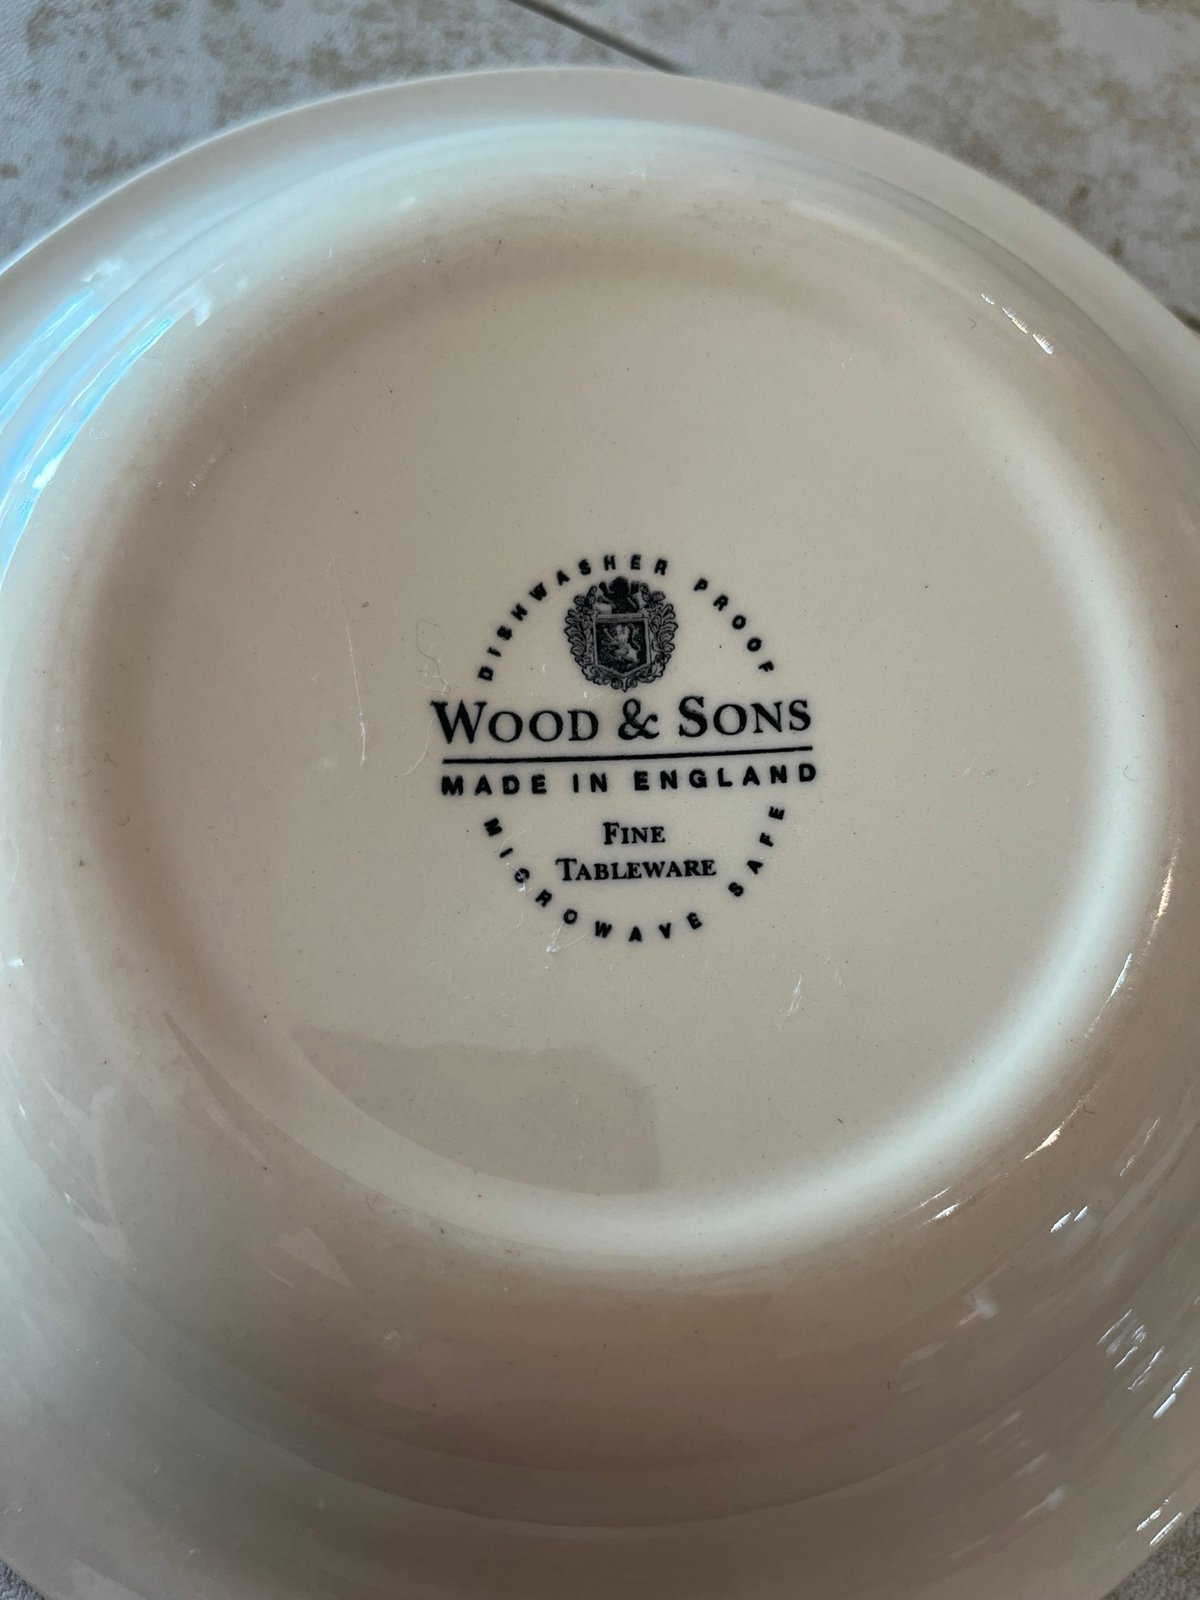 DISHWASHER PROOF
WOOD & SONS
MADE IN ENGLAND
FINE
TABLEWARE
MICROWAVE SAFE